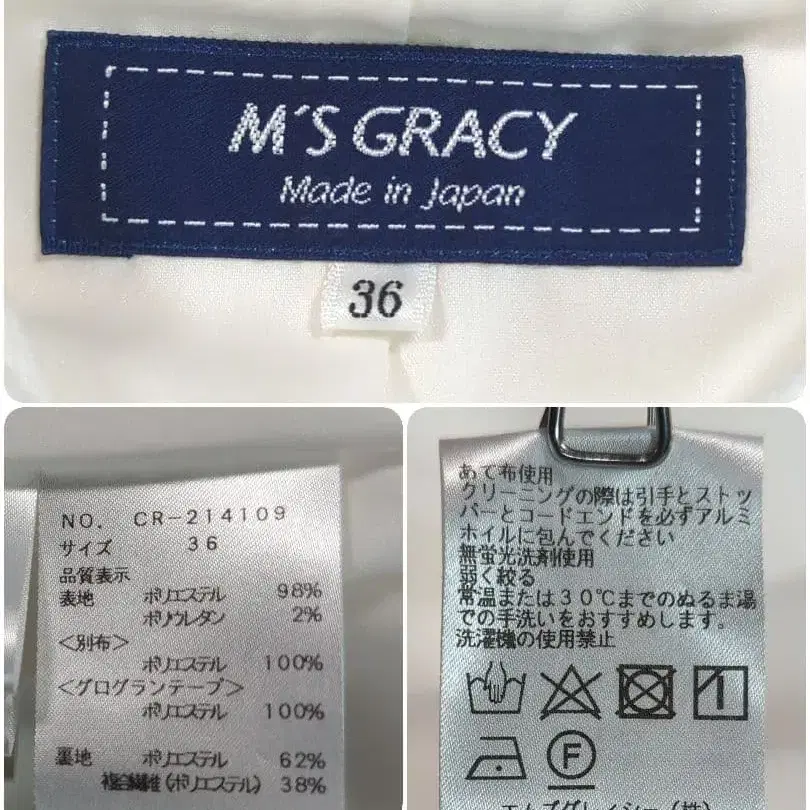 M'S GRACY
Made in Japan
36
NO. CR-214109
サイズ 36
品質表示
表地 ポリエステル 98%
ポリウレタン 2%
<別布>
ポリエステル 100%
<グログランテープ>
ポリエステル 100%
裏地 ポリエステル 62%
複合繊維(ポリエステル) 38%
あて布使用
クリーニングの際は引手とストッ
パーとコードエンドを必ずアルミ
ホイルに包んでください
無蛍光洗剤使用
弱く絞る
常温または30℃までのぬるま湯
での手洗いをおすすめします。
洗濯機の使用禁止
F